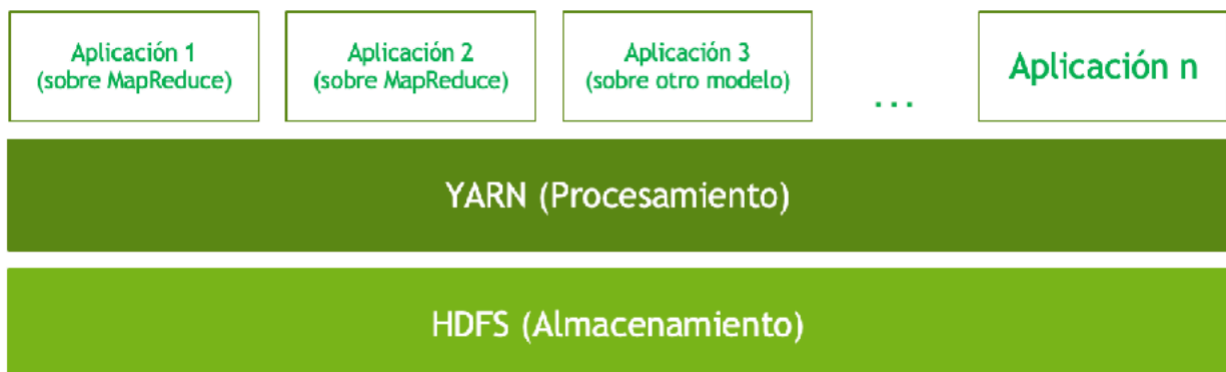 Aplicación 1
(sobre MapReduce)
Aplicación 2
(sobre MapReduce)
Aplicación 3
(sobre otro modelo)
...
Aplicación n
YARN (Procesamiento)
HDFS (Almacenamiento)